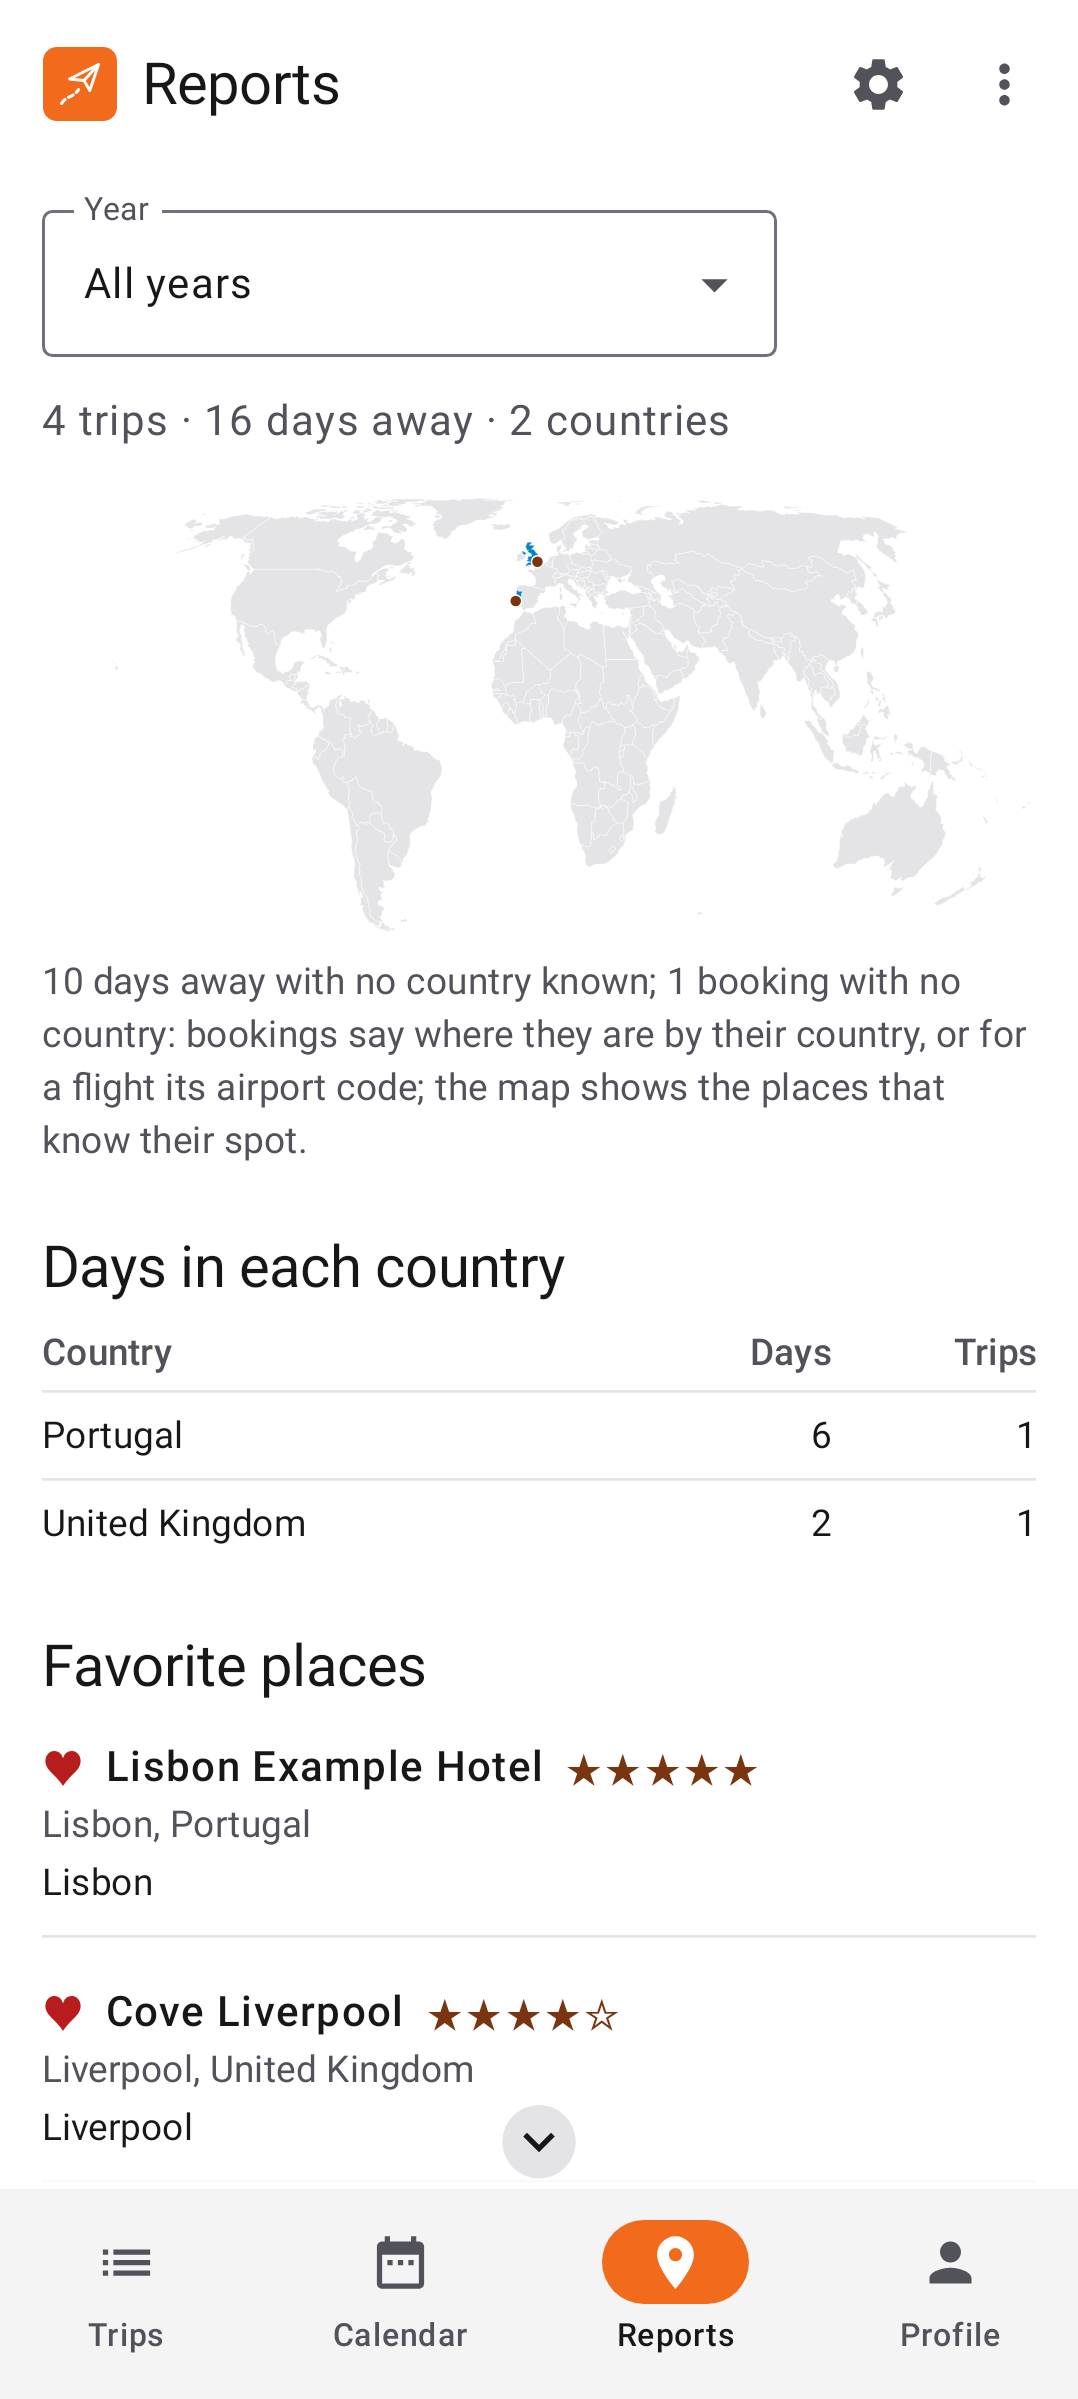 Reports
Year
All years
4 trips · 16 days away · 2 countries
10 days away with no country known; 1 booking with no
country: bookings say where they are by their country, or for
a flight its airport code; the map shows the places that
know their spot.
Days in each country
Country Days Trips
Portugal 6 1
United Kingdom 2 1
Favorite places
Lisbon Example Hotel ★★★★★
Lisbon, Portugal
Lisbon
Cove Liverpool ★★★★☆
Liverpool, United Kingdom
Liverpool
Trips Calendar Reports Profile